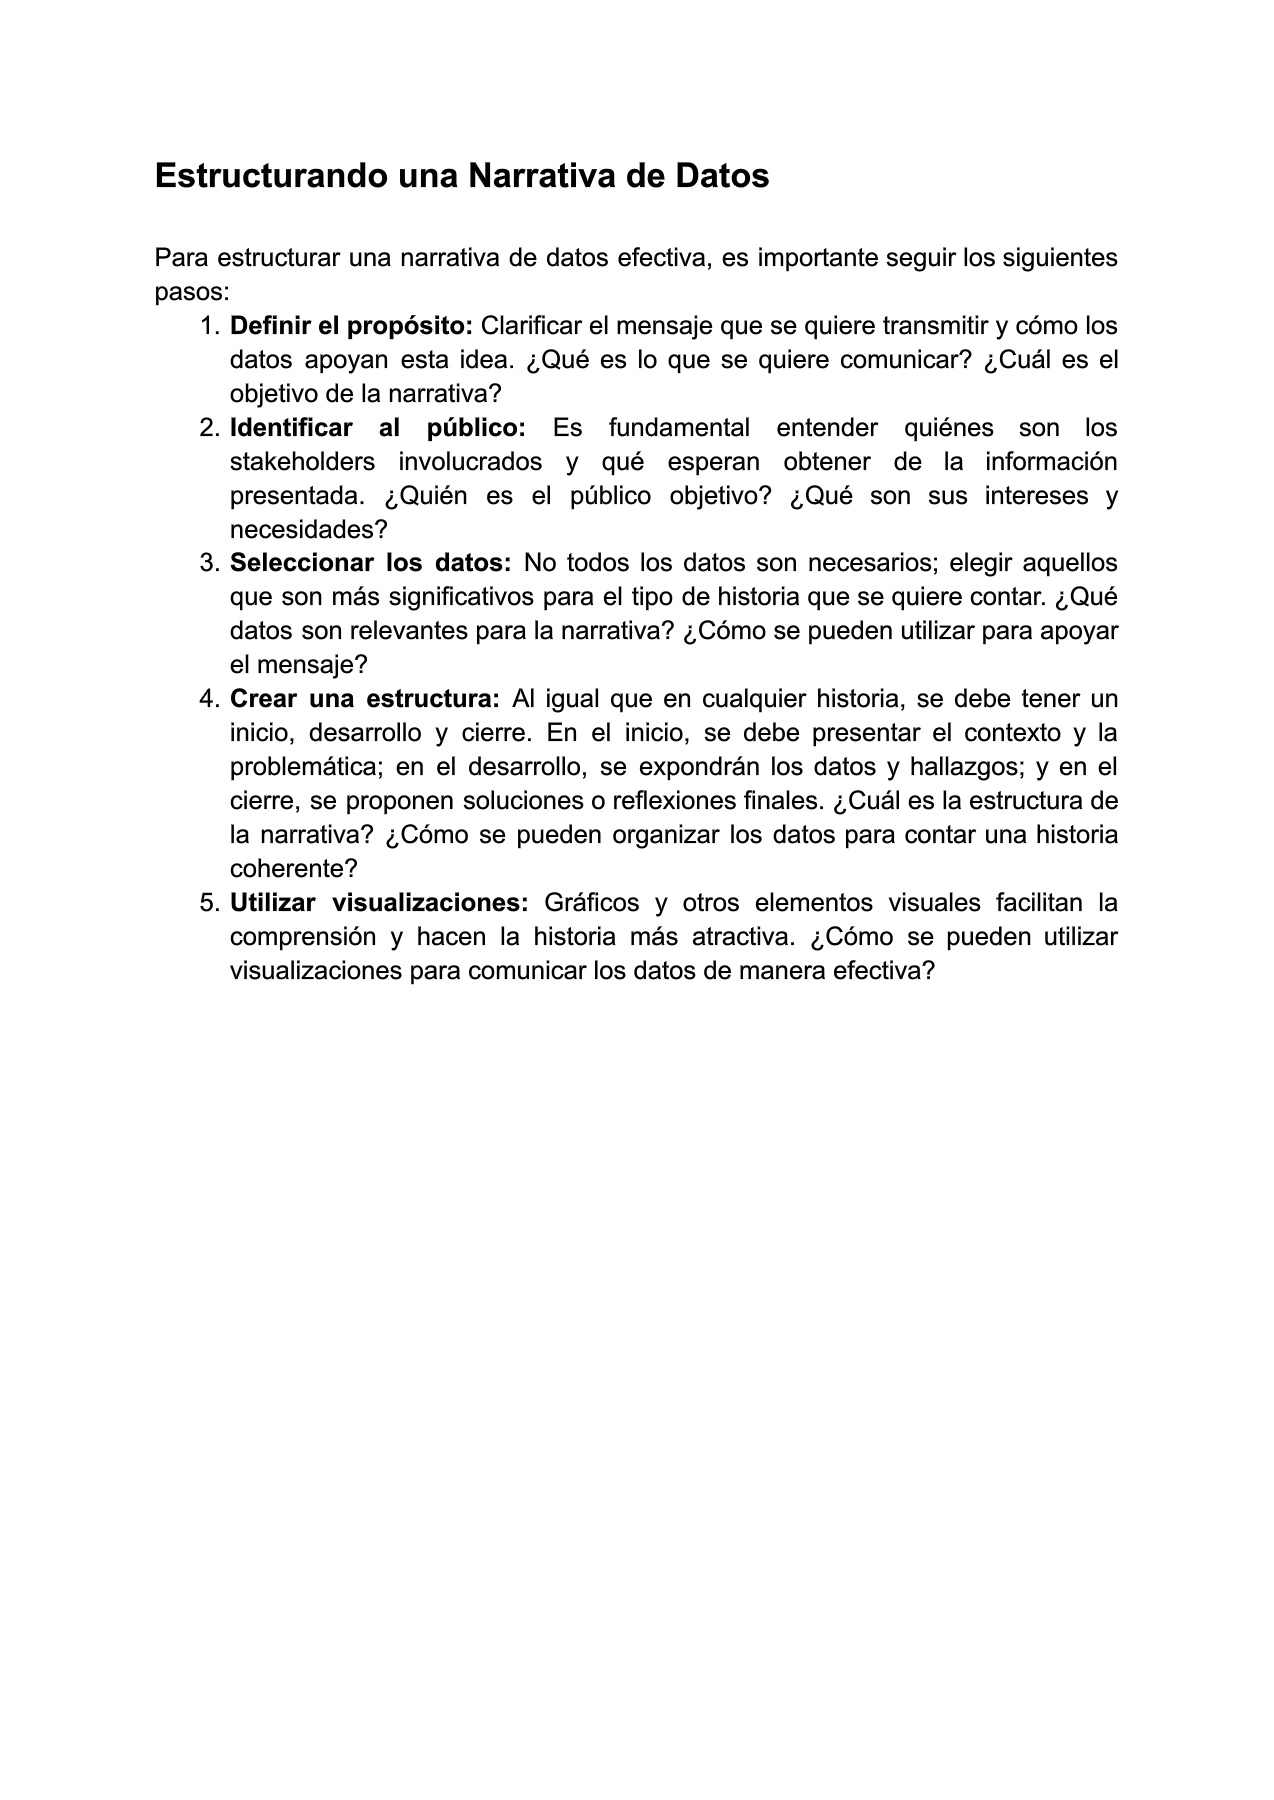 Estructurando una Narrativa de Datos
Para estructurar una narrativa de datos efectiva, es importante seguir los siguientes
pasos:
1. Definir el propósito: Clarificar el mensaje que se quiere transmitir y cómo los
datos apoyan esta idea. ¿Qué es lo que se quiere comunicar? ¿Cuál es el
objetivo de la narrativa?
2. Identificar al público: Es fundamental entender quiénes son los
stakeholders involucrados y qué esperan obtener de la información
presentada. ¿Quién es el público objetivo? ¿Qué son sus intereses y
necesidades?
3. Seleccionar los datos: No todos los datos son necesarios; elegir aquellos
que son más significativos para el tipo de historia que se quiere contar. ¿Qué
datos son relevantes para la narrativa? ¿Cómo se pueden utilizar para apoyar
el mensaje?
4. Crear una estructura: Al igual que en cualquier historia, se debe tener un
inicio, desarrollo y cierre. En el inicio, se debe presentar el contexto y la
problemática; en el desarrollo, se expondrán los datos y hallazgos; y en el
cierre, se proponen soluciones o reflexiones finales. ¿Cuál es la estructura de
la narrativa? ¿Cómo se pueden organizar los datos para contar una historia
coherente?
5. Utilizar visualizaciones: Gráficos y otros elementos visuales facilitan la
comprensión y hacen la historia más atractiva. ¿Cómo se pueden utilizar
visualizaciones para comunicar los datos de manera efectiva?